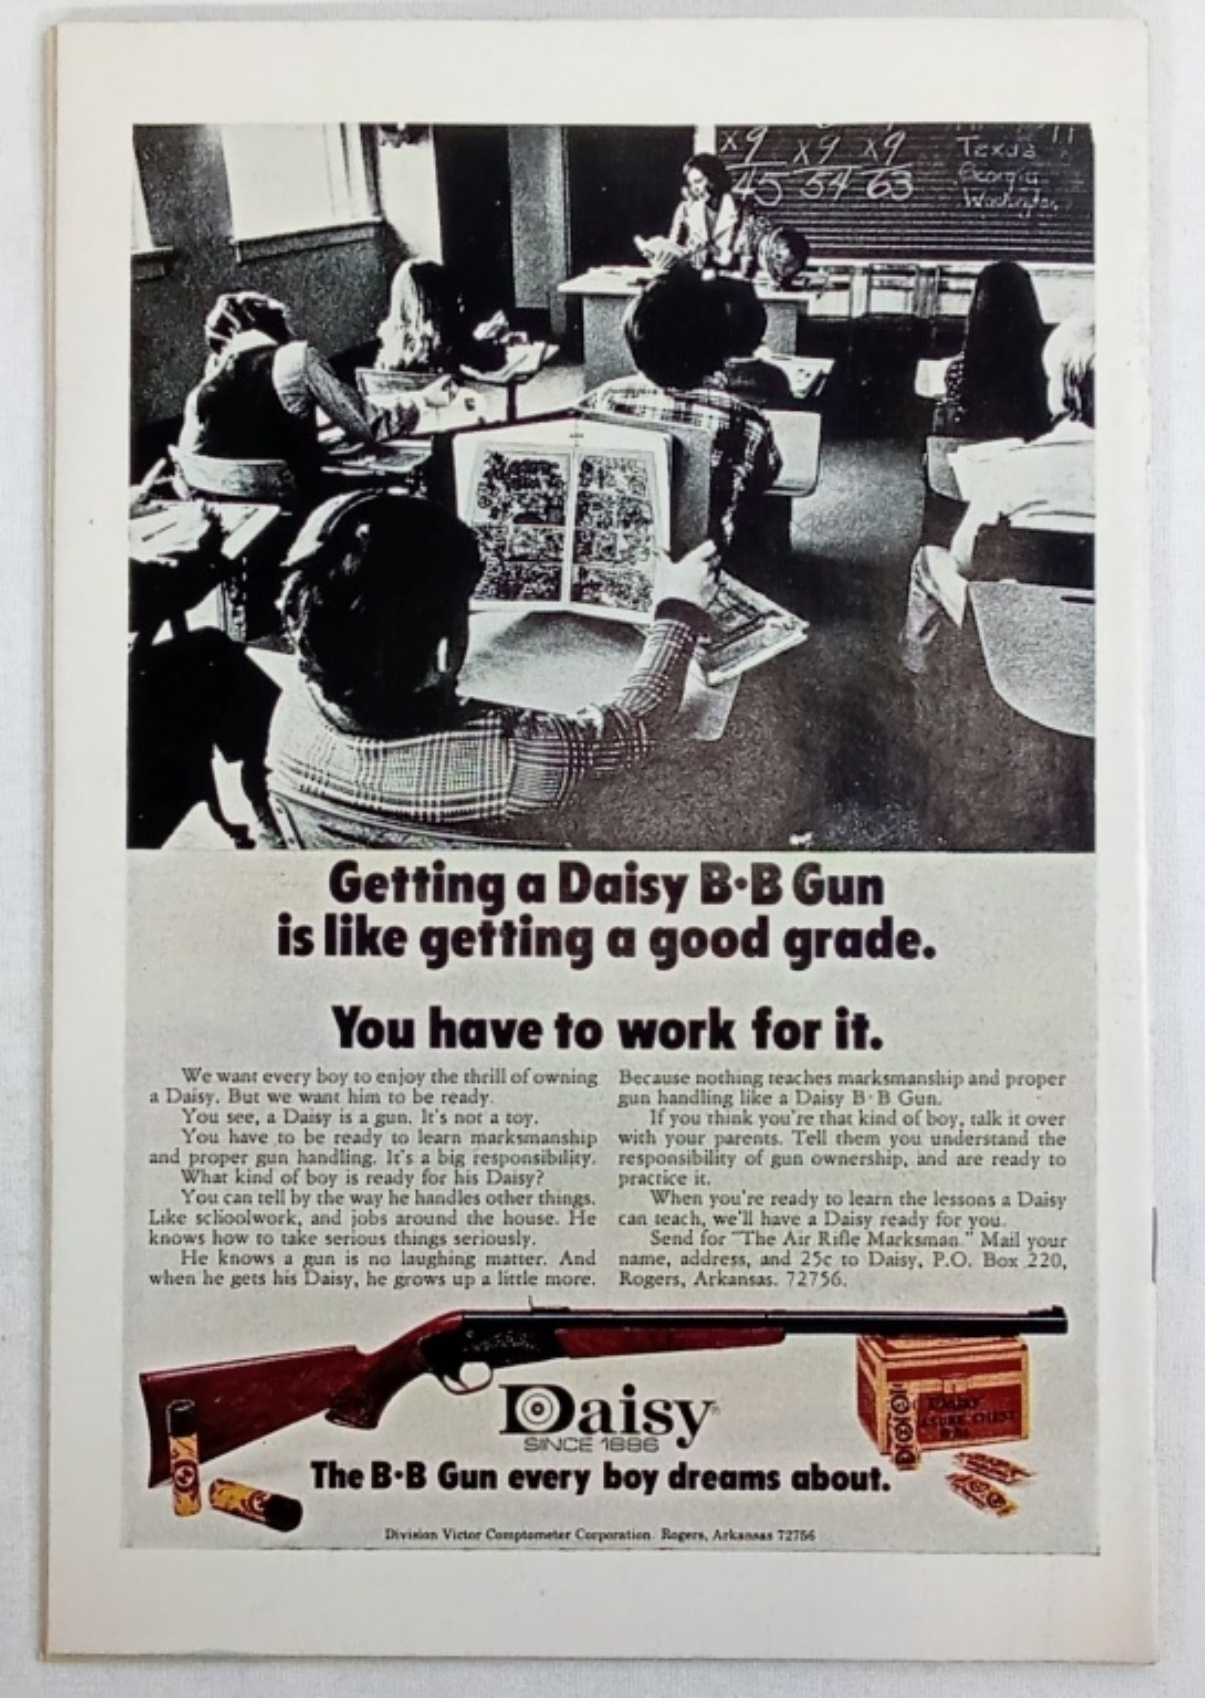 x9 x9 x9
45 54 63
Texas
Georgia
Washington
Getting a Daisy B·B Gun
is like getting a good grade.
You have to work for it.
We want every boy to enjoy the thrill of owning
a Daisy. But we want him to be ready.
You see, a Daisy is a gun. It's not a toy.
You have to be ready to learn marksmanship
and proper gun handling. It's a big responsibility.
What kind of boy is ready for his Daisy?
You can tell by the way he handles other things.
Like schoolwork, and jobs around the house. He
knows how to take serious things seriously.
He knows a gun is no laughing matter. And
when he gets his Daisy, he grows up a little more.
Because nothing teaches marksmanship and proper
gun handling like a Daisy B·B Gun.
If you think you're that kind of boy, talk it over
with your parents. Tell them you understand the
responsibility of gun ownership, and are ready to
practice it.
When you're ready to learn the lessons a Daisy
can teach, we'll have a Daisy ready for you.
Send for "The Air Rifle Marksman." Mail your
name, address, and 25c to Daisy, P.O. Box 220,
Rogers, Arkansas. 72756.
Daisy
SINCE 1886
The B·B Gun every boy dreams about.
Division Victor Comptometer Corporation. Rogers, Arkansas 72756